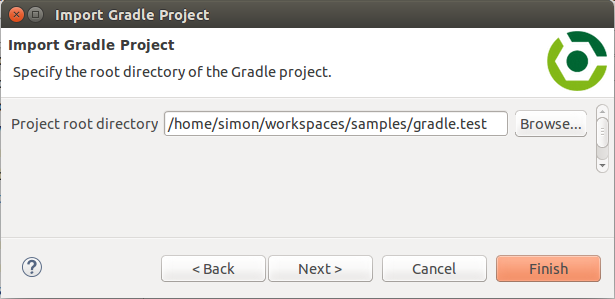 Import Gradle Project
Import Gradle Project
Specify the root directory of the Gradle project.
Project root directory /home/simon/workspaces/samples/gradle.test Browse...
? < Back Next > Cancel Finish